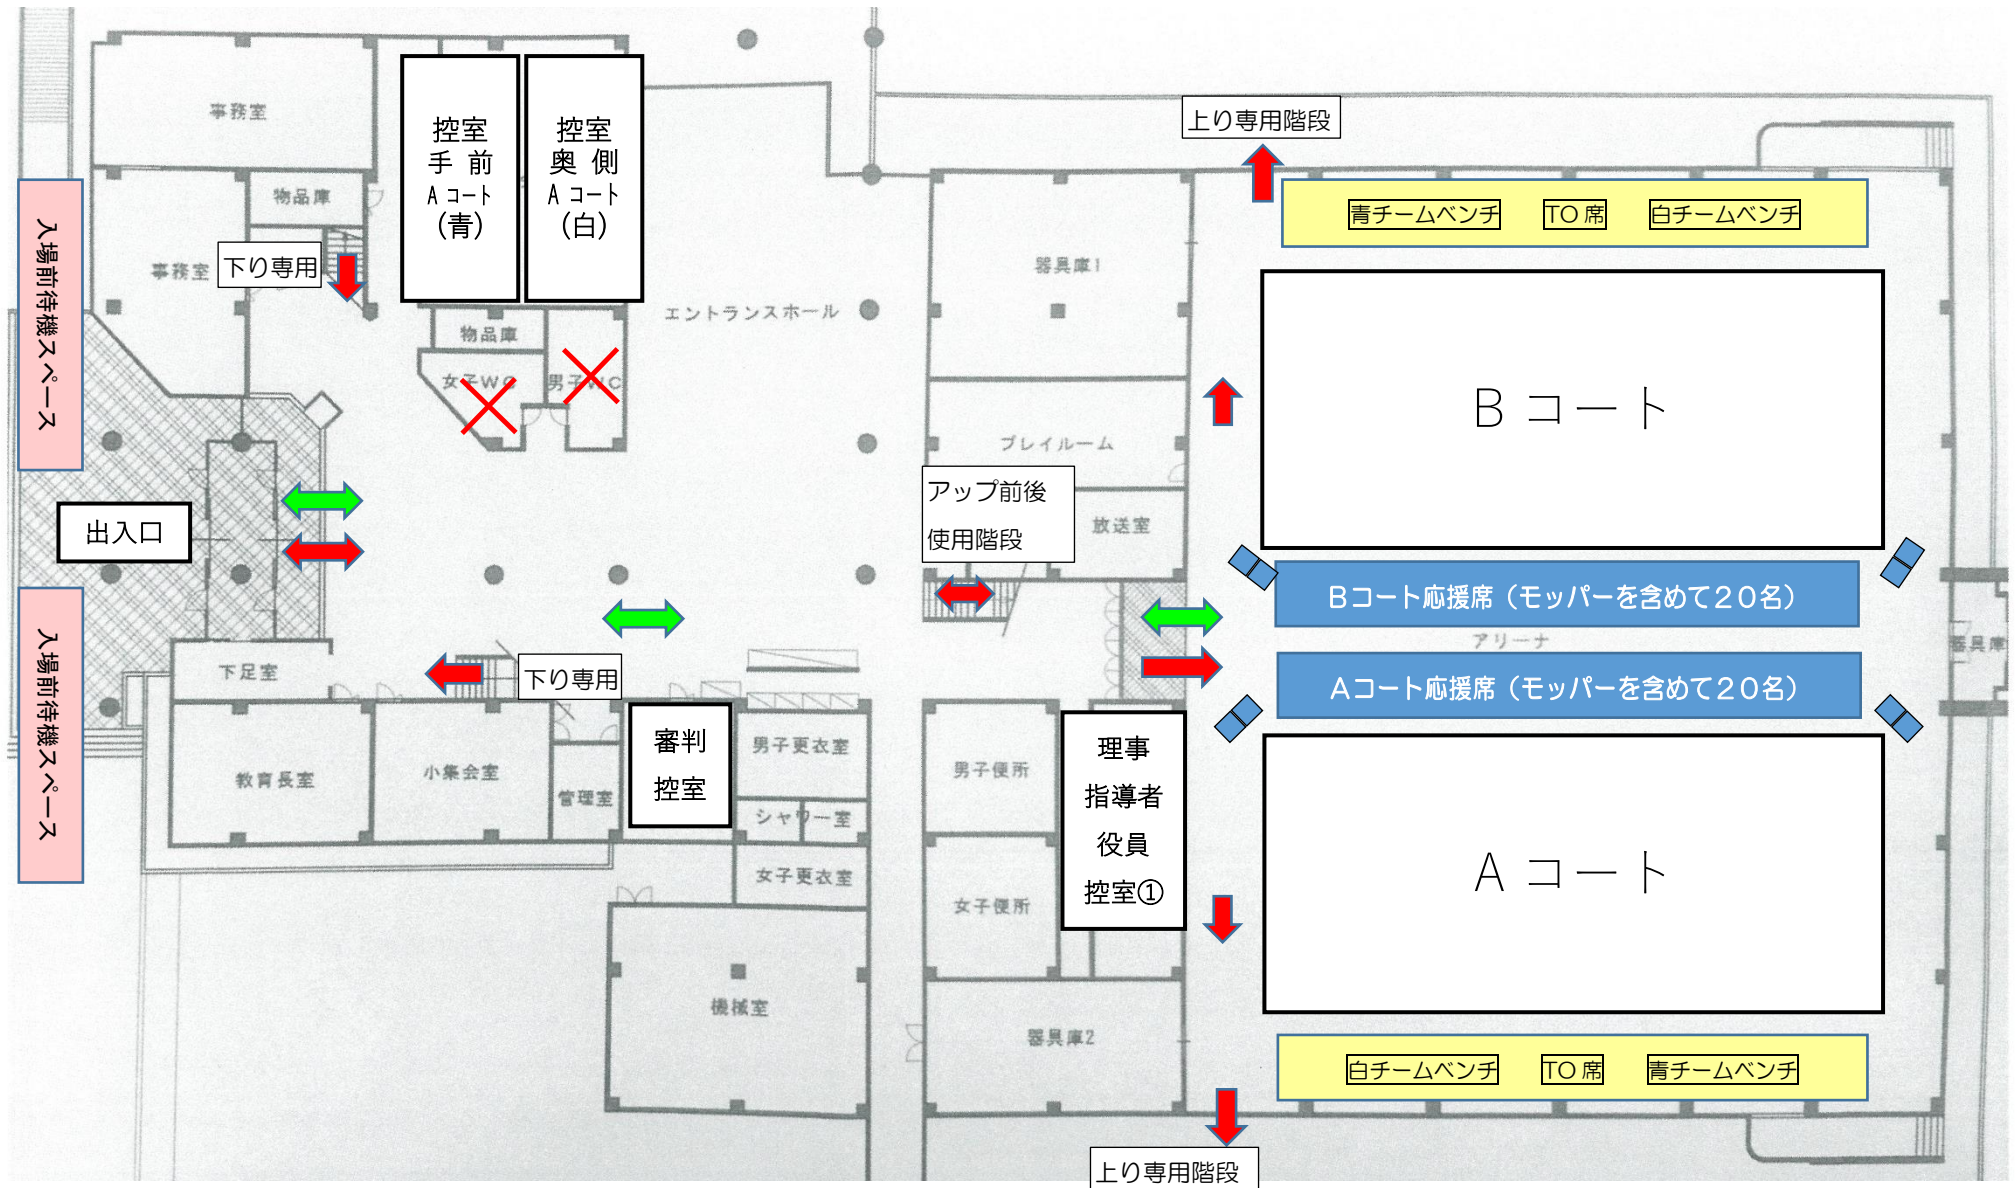 事務室
控室
手 前
A コート
(青)
控室
奥 側
A コート
(白)
上り専用階段
青チームベンチ
TO 席
白チームベンチ
物品庫
入場前待機スペース
事務室
下り専用
器具庫1
エントランスホール
物品庫
女子WC
男子WC
B コート
プレイルーム
アップ前後
使用階段
放送室
出入口
Bコート応援席（モッパーを含めて20名）
アリーナ
器具庫
Aコート応援席（モッパーを含めて20名）
入場前待機スペース
下足室
下り専用
審判
控室
男子更衣室
教育長室
小集会室
管理室
シャワー室
女子更衣室
男子便所
理事
指導者
役員
控室①
女子便所
A コート
機械室
器具庫2
白チームベンチ
TO 席
青チームベンチ
上り専用階段